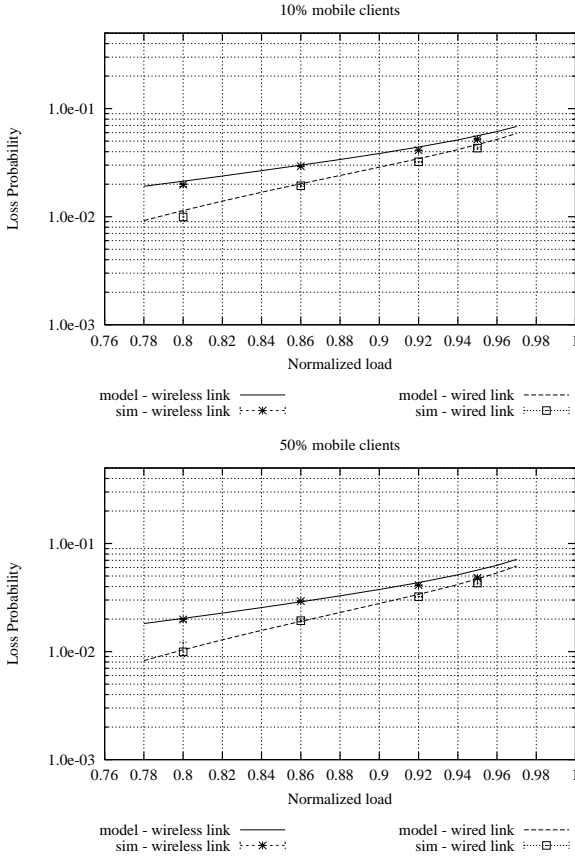 10% mobile clients
Loss Probability
1.0e-01
1.0e-02
1.0e-03
0.76 0.78 0.8 0.82 0.84 0.86 0.88 0.9 0.92 0.94 0.96 0.98 1
Normalized load
model - wireless link
sim - wireless link
model - wired link
sim - wired link
50% mobile clients
Loss Probability
1.0e-01
1.0e-02
1.0e-03
0.76 0.78 0.8 0.82 0.84 0.86 0.88 0.9 0.92 0.94 0.96 0.98 1
Normalized load
model - wireless link
sim - wireless link
model - wired link
sim - wired link